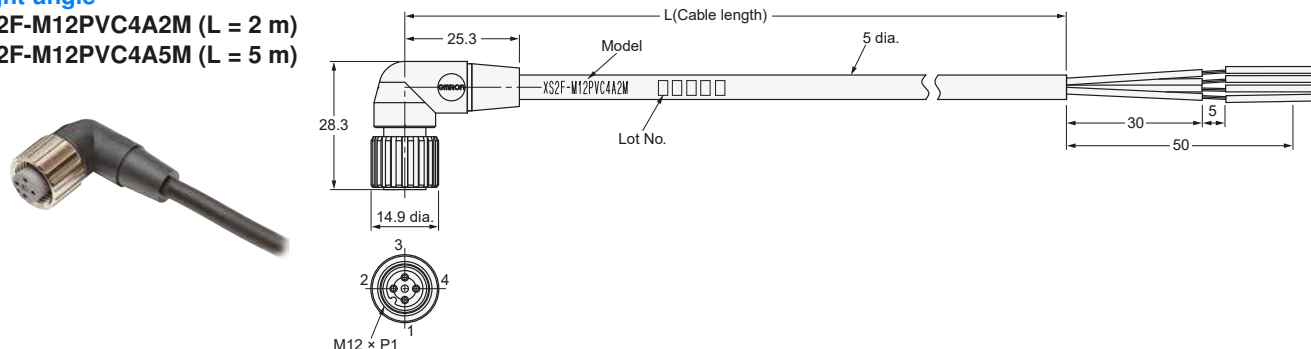 ght-angle
2F-M12PVC4A2M (L = 2 m)
2F-M12PVC4A5M (L = 5 m)
L(Cable length)
25.3
Model
5 dia.
OMRON
XS2F-M12PVC4A2M
Lot No.
28.3
14.9 dia.
30
5
50
3
2
4
1
M12 × P1